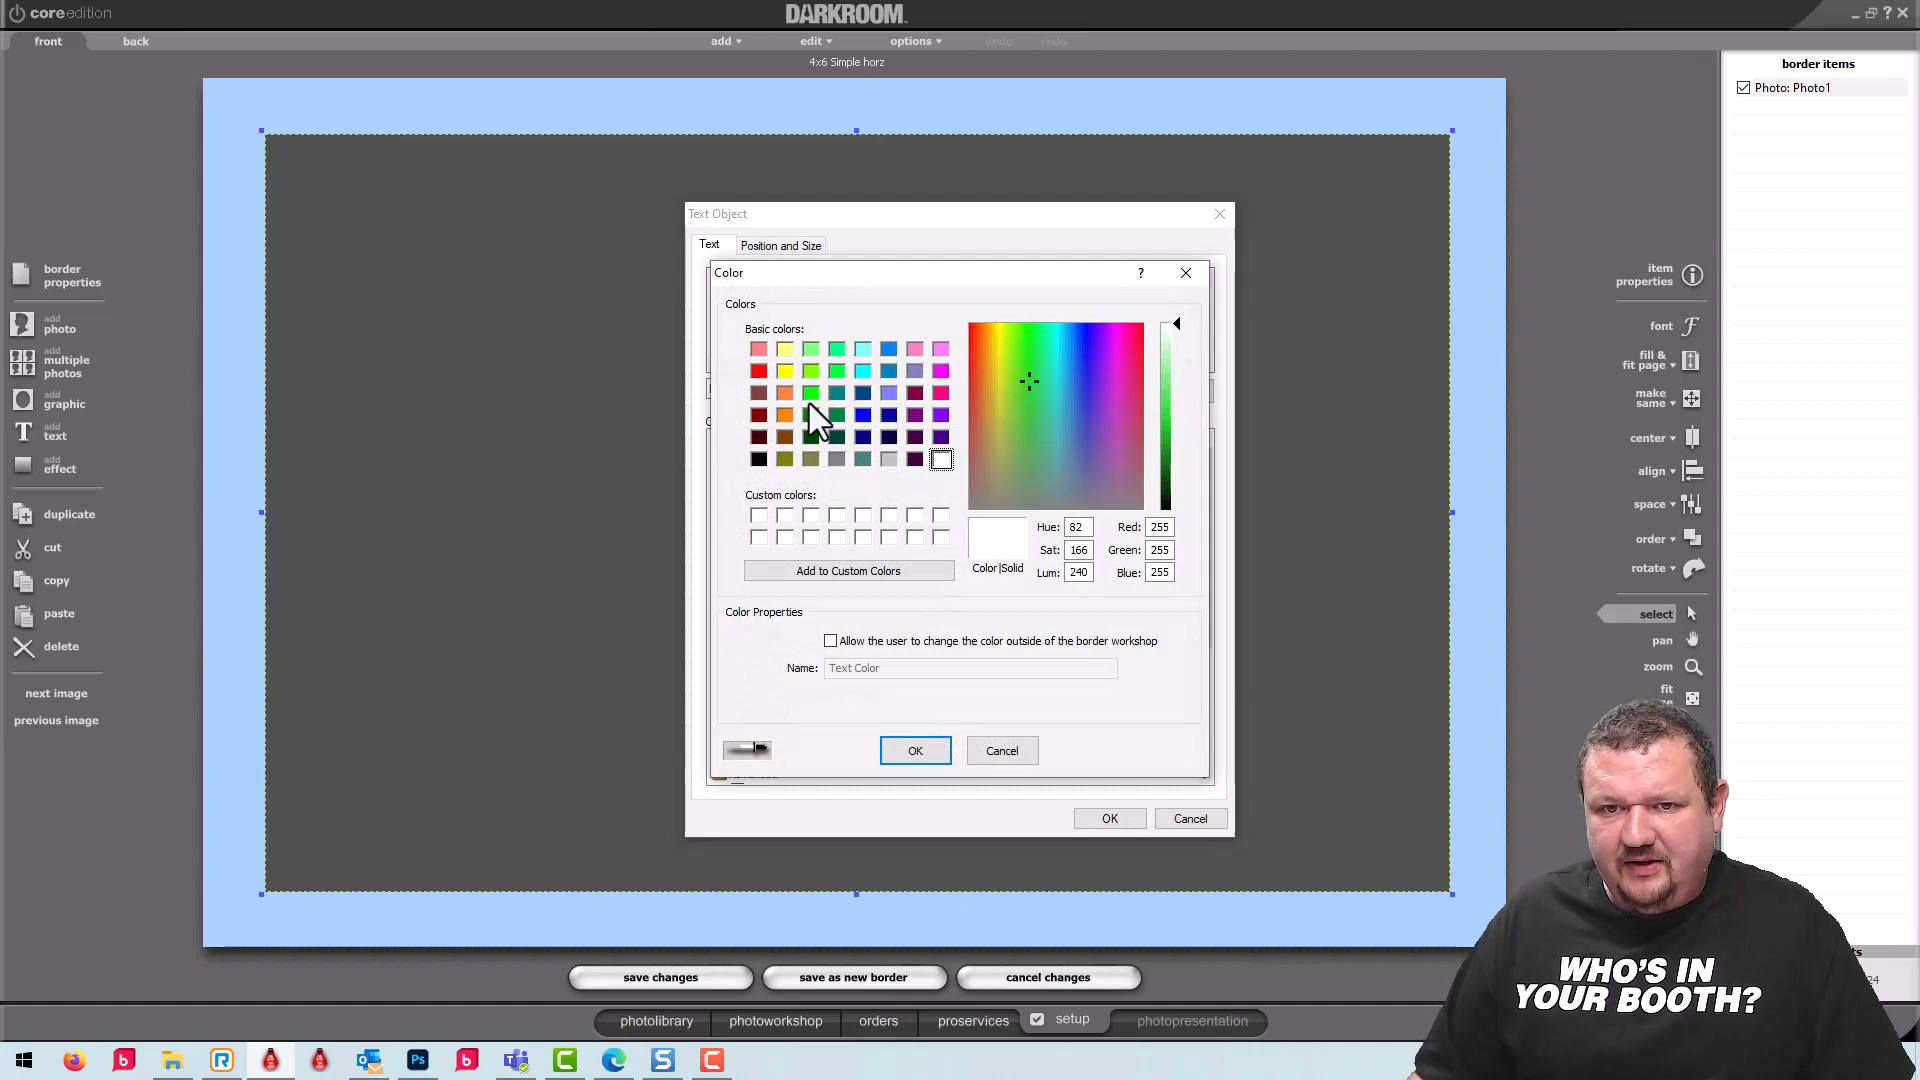 coreedition
DARKROOM
front
back
add
edit
options
undo
redo
4x6 Simple horz
border items
Photo: Photo1
border
properties
add
photo
add
multiple
photos
add
graphic
add
text
add
effect
duplicate
cut
copy
paste
delete
next image
previous image
Text Object
Text
Position and Size
Color
?
Colors
Basic colors:
Custom colors:
Add to Custom Colors
Color|Solid
Hue: 82
Red: 255
Sat: 166
Green: 255
Lum: 240
Blue: 255
Color Properties
Allow the user to change the color outside of the border workshop
Name: Text Color
OK
Cancel
OK
Cancel
item
properties
font
fill &
fit page
make
same
center
align
space
order
rotate
select
pan
zoom
fit
WHO'S IN
YOUR BOOTH?
save changes
save as new border
cancel changes
photolibrary
photoworkshop
orders
proservices
setup
photopresentation